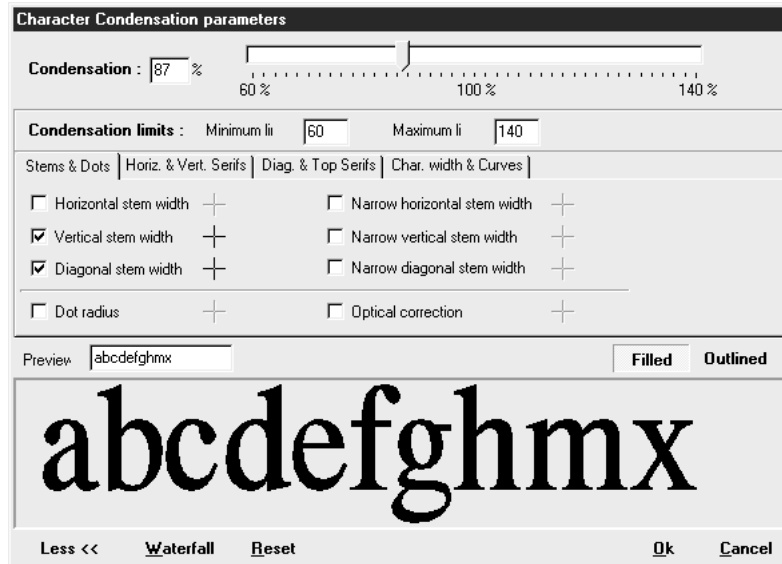 Character Condensation parameters
Condensation : 87 %
60 % 100 % 140 %
Condensation limits : Minimum li 60 Maximum li 140
Stems & Dots Horiz. & Vert. Serifs Diag. & Top Serifs Char. width & Curves
Horizontal stem width Narrow horizontal stem width
Vertical stem width Narrow vertical stem width
Diagonal stem width Narrow diagonal stem width
Dot radius Optical correction
Preview abcdefghmx Filled Outlined
abcdefghmx
Less << Waterfall Reset Ok Cancel